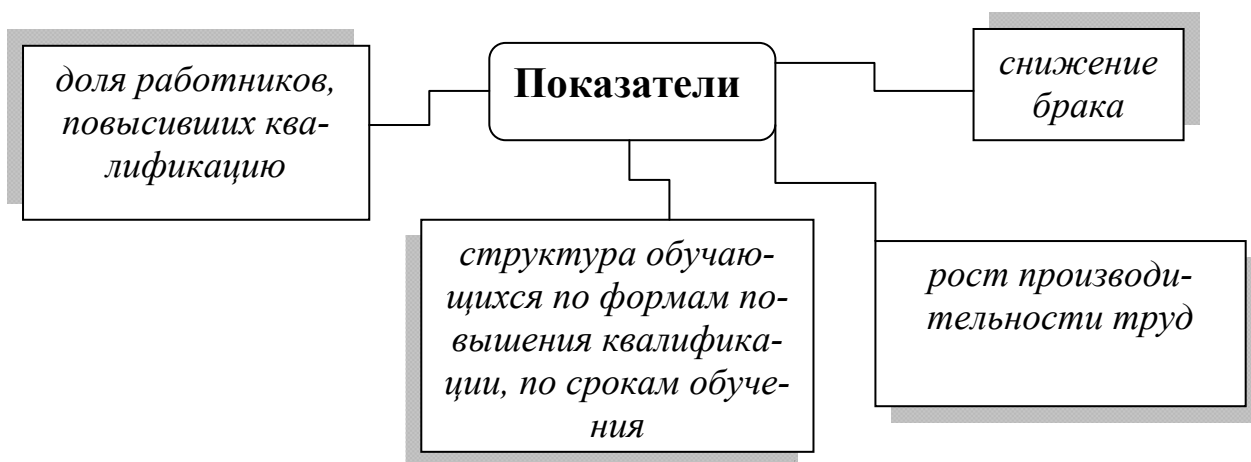 Показатели
доля работников,
повысивших ква-
лификацию
структура обучаю-
щихся по формам по-
вышения квалифика-
ции, по срокам обуче-
ния
рост производи-
тельности труд
снижение
брака